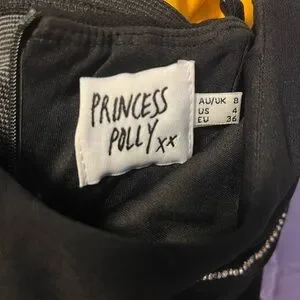 PRINCESS
POLLY xx
AU/UK 8
US 4
EU 36